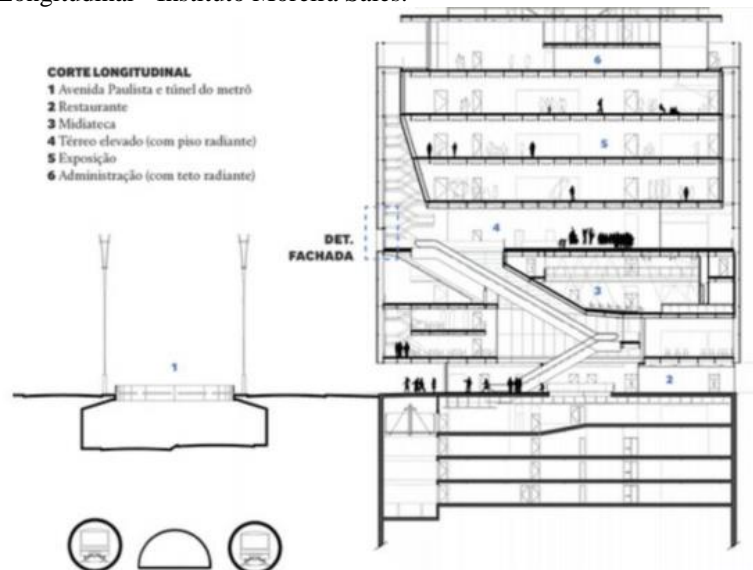 Longitudinal - Instituto Moreira Sales.
CORTE LONGITUDINAL
1 Avenida Paulista e túnel do metrô
2 Restaurante
3 Midiateca
4 Térreo elevado (com piso radiante)
5 Exposição
6 Administração (com teto radiante)
6
5
4
DET.
FACHADA
3
1
2